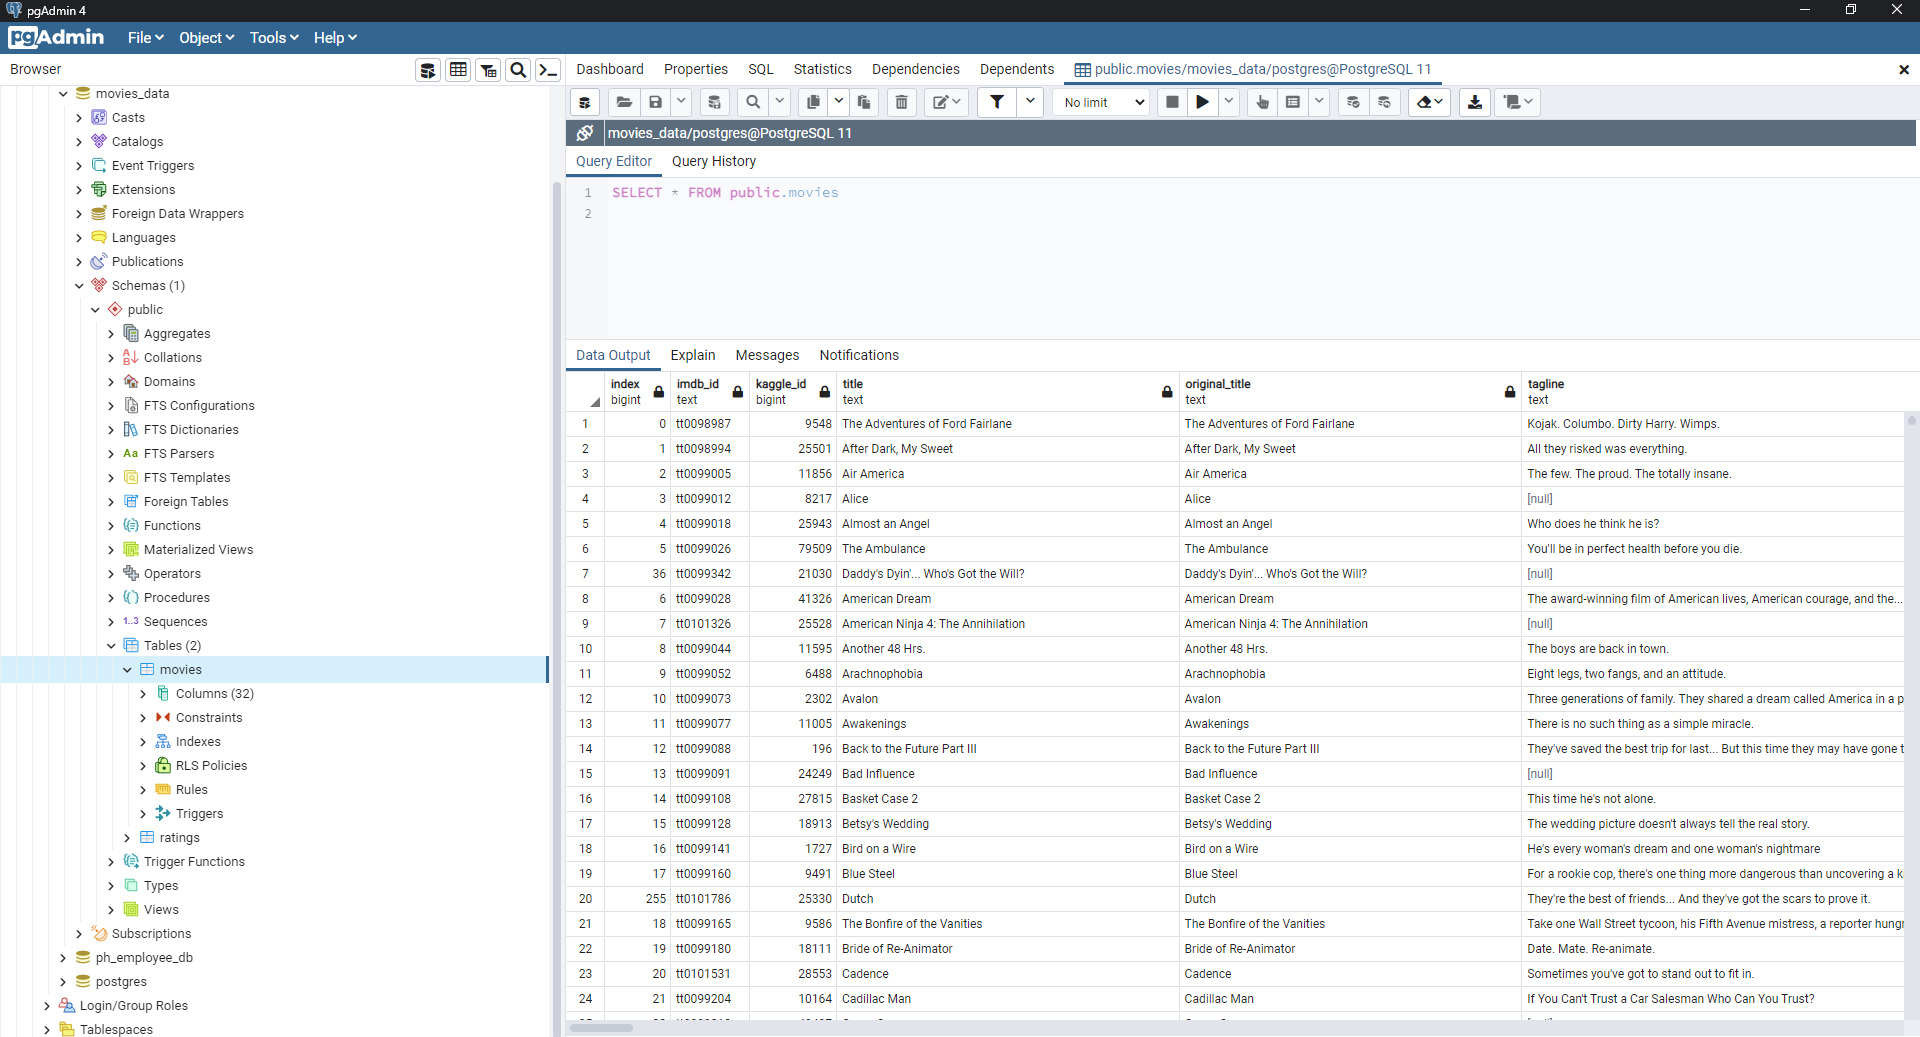 pgAdmin 4
pgAdmin File Object Tools Help
Browser
Dashboard Properties SQL Statistics Dependencies Dependents public.movies/movies_data/postgres@PostgreSQL 11
movies_data
Casts
Catalogs
Event Triggers
Extensions
Foreign Data Wrappers
Languages
Publications
Schemas (1)
public
Aggregates
Collations
Domains
FTS Configurations
FTS Dictionaries
Aa FTS Parsers
FTS Templates
Foreign Tables
Functions
Materialized Views
Operators
Procedures
1..3 Sequences
Tables (2)
movies
Columns (32)
Constraints
Indexes
RLS Policies
Rules
Triggers
ratings
Trigger Functions
Types
Views
Subscriptions
ph_employee_db
postgres
Login/Group Roles
Tablespaces
No limit
movies_data/postgres@PostgreSQL 11
Query Editor Query History
1 SELECT * FROM public.movies
2
Data Output Explain Messages Notifications
index imdb_id kaggle_id title original_title tagline
bigint text bigint text text text
1 0 tt0098987 9548 The Adventures of Ford Fairlane The Adventures of Ford Fairlane Kojak. Columbo. Dirty Harry. Wimps.
2 1 tt0098994 25501 After Dark, My Sweet After Dark, My Sweet All they risked was everything.
3 2 tt0099005 11856 Air America Air America The few. The proud. The totally insane.
4 3 tt0099012 8217 Alice Alice [null]
5 4 tt0099018 25943 Almost an Angel Almost an Angel Who does he think he is?
6 5 tt0099026 79509 The Ambulance The Ambulance You'll be in perfect health before you die.
7 36 tt0099342 21030 Daddy's Dyin'... Who's Got the Will? Daddy's Dyin'... Who's Got the Will? [null]
8 6 tt0099028 41326 American Dream American Dream The award-winning film of American lives, American courage, and the...
9 7 tt0101326 25528 American Ninja 4: The Annihilation American Ninja 4: The Annihilation [null]
10 8 tt0099044 11595 Another 48 Hrs. Another 48 Hrs. The boys are back in town.
11 9 tt0099052 6488 Arachnophobia Arachnophobia Eight legs, two fangs, and an attitude.
12 10 tt0099073 2302 Avalon Avalon Three generations of family. They shared a dream called America in a p
13 11 tt0099077 11005 Awakenings Awakenings There is no such thing as a simple miracle.
14 12 tt0099088 196 Back to the Future Part III Back to the Future Part III They've saved the best trip for last... But this time they may have gone t
15 13 tt0099091 24249 Bad Influence Bad Influence [null]
16 14 tt0099108 27815 Basket Case 2 Basket Case 2 This time he's not alone.
17 15 tt0099128 18913 Betsy's Wedding Betsy's Wedding The wedding picture doesn't always tell the real story.
18 16 tt0099141 1727 Bird on a Wire Bird on a Wire He's every woman's dream and one woman's nightmare
19 17 tt0099160 9491 Blue Steel Blue Steel For a rookie cop, there's one thing more dangerous than uncovering a k
20 255 tt0101786 25330 Dutch Dutch They're the best of friends... And they've got the scars to prove it.
21 18 tt0099165 9586 The Bonfire of the Vanities The Bonfire of the Vanities Take one Wall Street tycoon, his Fifth Avenue mistress, a reporter hungr
22 19 tt0099180 18111 Bride of Re-Animator Bride of Re-Animator Date. Mate. Re-animate.
23 20 tt0101531 28553 Cadence Cadence Sometimes you've got to stand out to fit in.
24 21 tt0099204 10164 Cadillac Man Cadillac Man If You Can't Trust a Car Salesman Who Can You Trust?